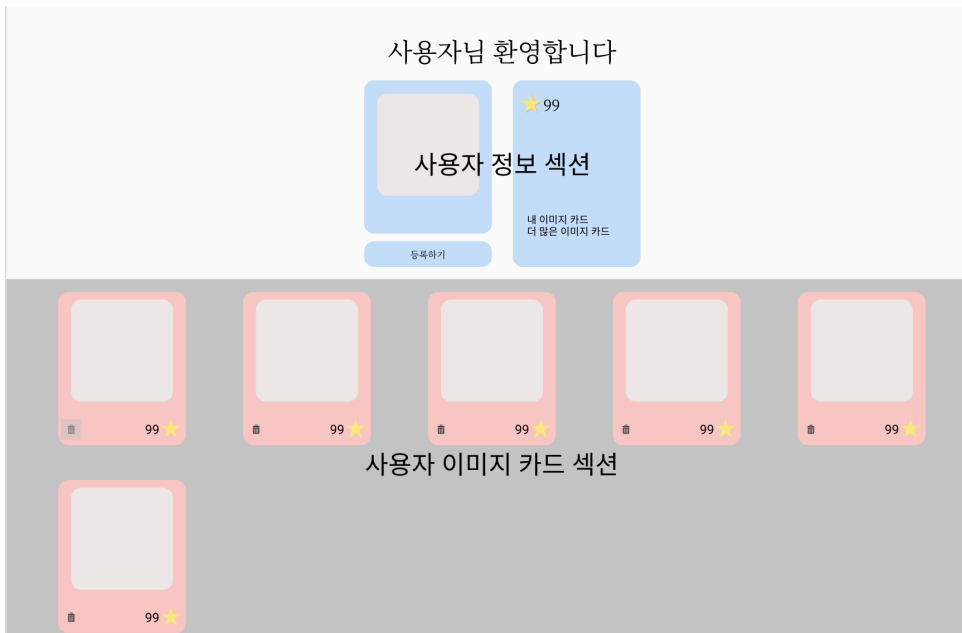 사용자님 환영합니다
99
사용자 정보 섹션
내 이미지 카드
더 많은 이미지 카드
등록하기
99
99
99
99
99
사용자 이미지 카드 섹션
99